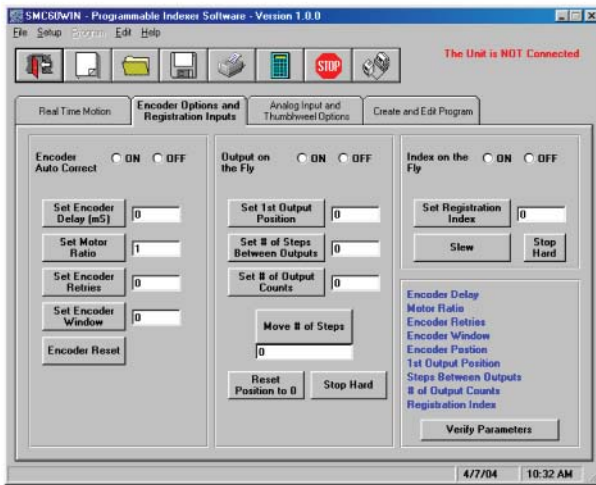 SMC60WIN - Programmable Indexer Software - Version 1.0.0
File Setup Program Edit Help
STOP
The Unit is NOT Connected
Real Time Motion
Encoder Options and
Registration Inputs
Analog Input and
Thumbhweel Options
Create and Edit Program
Encoder
Auto Correct
ON OFF
Set Encoder
Delay (mS)
0
Set Motor
Ratio
1
Set Encoder
Retries
0
Set Encoder
Window
0
Encoder Reset
Output on
the Fly
ON OFF
Set 1st Output
Position
0
Set # of Steps
Between Outputs
0
Set # of Output
Counts
0
Move # of Steps
0
Reset
Position to 0
Stop Hard
Index on the
Fly
ON OFF
Set Registration
Index
0
Slew
Stop
Hard
Encoder Delay
Motor Ratio
Encoder Retries
Encoder Window
Encoder Postion
1st Output Position
Steps Between Outputs
# of Output Counts
Registration Index
Verify Parameters
4/7/04
10:32 AM